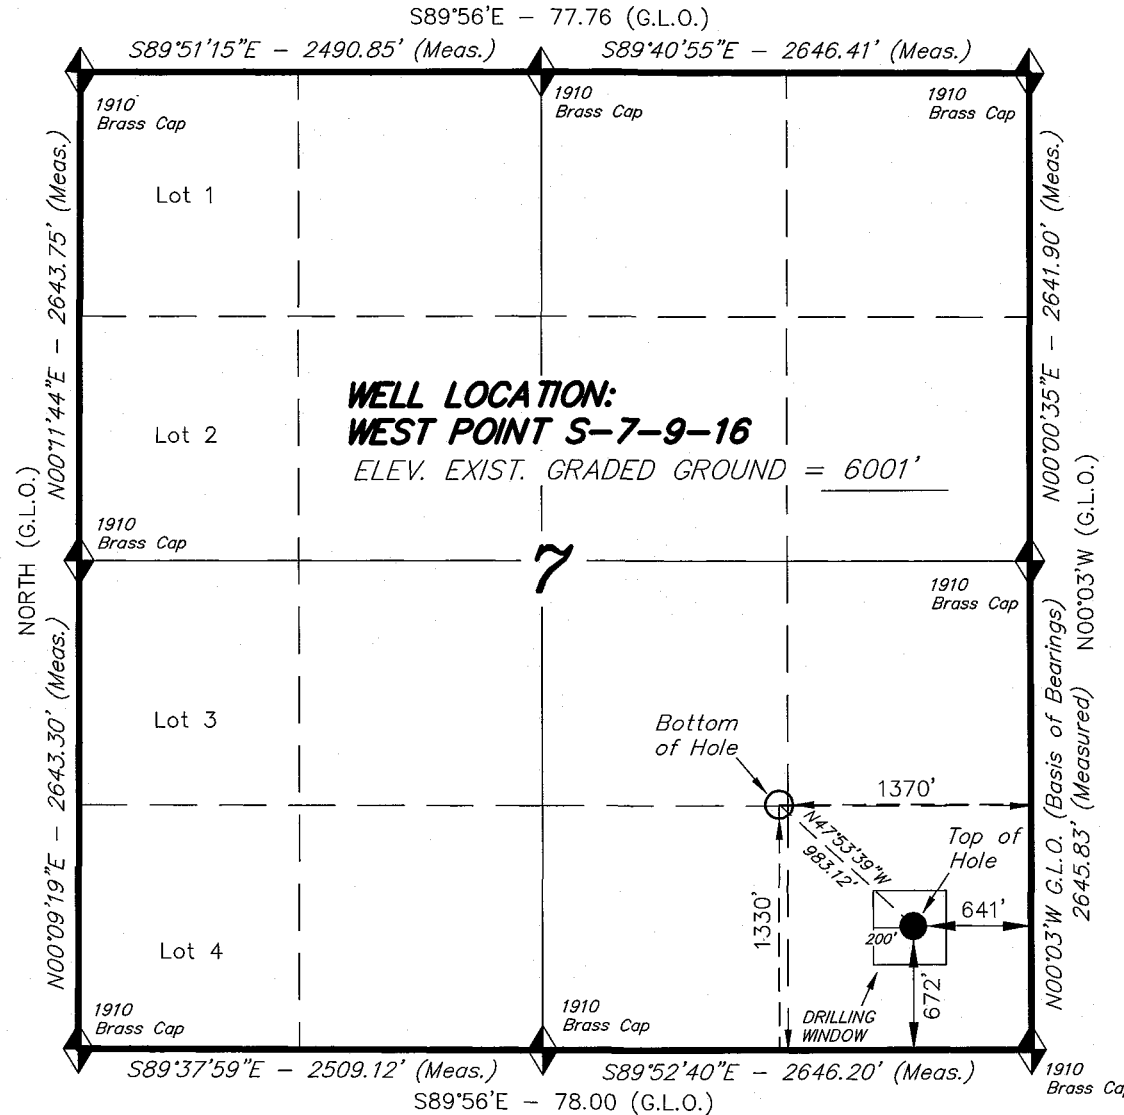 S89°56'E – 77.76 (G.L.O.)
S89°51'15"E – 2490.85' (Meas.)
S89°40'55"E – 2646.41' (Meas.)
1910
Brass Cap
1910
Brass Cap
1910
Brass Cap
Lot 1
N00°11'44"E – 2643.75' (Meas.)
N00°00'35"E – 2641.90' (Meas.)
WELL LOCATION:
WEST POINT S–7–9–16
ELEV. EXIST. GRADED GROUND = 6001'
Lot 2
NORTH (G.L.O.)
N00°03'W (G.L.O.)
1910
Brass Cap
7
1910
Brass Cap
N00°09'19"E – 2643.30' (Meas.)
N00°03'W G.L.O. (Basis of Bearings)
2645.83' (Measured)
Lot 3
Bottom
of Hole
1370'
N47°53'39"W
983.12'
Top of
Hole
1330'
641'
200'
672'
Lot 4
DRILLING
WINDOW
1910
Brass Cap
1910
Brass Cap
1910
Brass Cap
S89°37'59"E – 2509.12' (Meas.)
S89°52'40"E – 2646.20' (Meas.)
S89°56'E – 78.00 (G.L.O.)